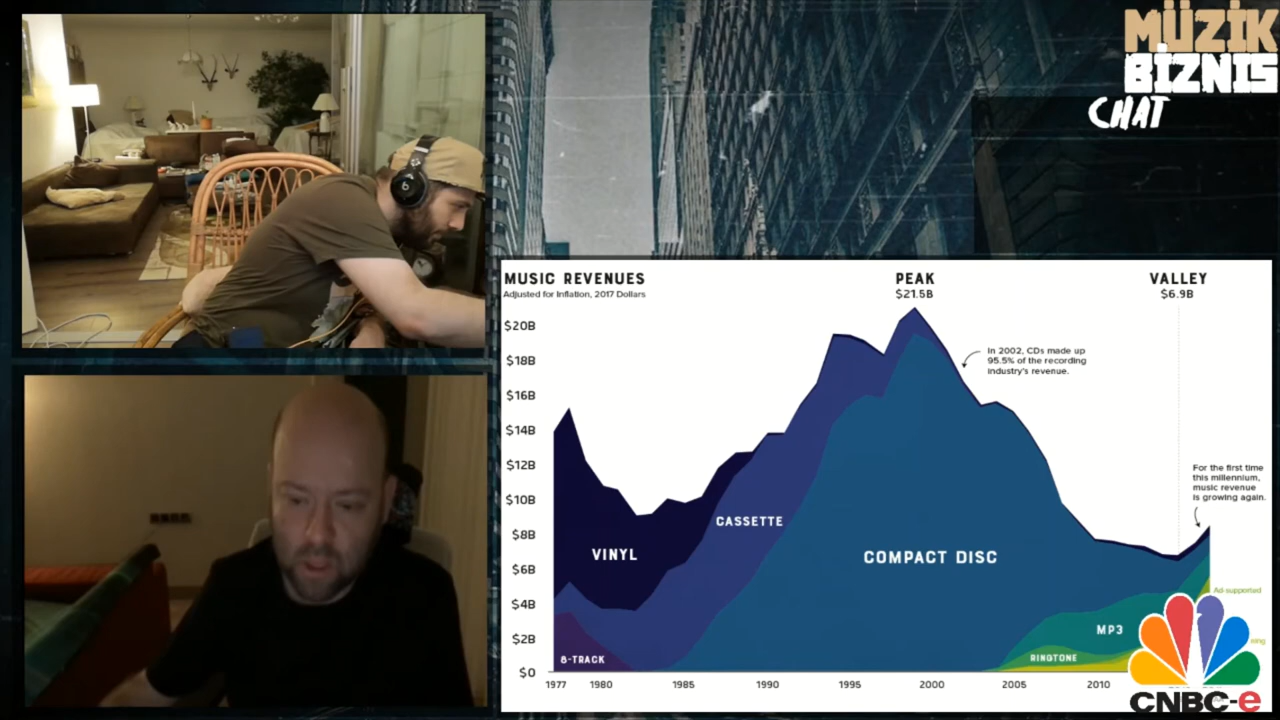 MÜZİK
BİZNIS
CHAT
MUSIC REVENUES
Adjusted for Inflation, 2017 Dollars
PEAK
$21.5B
VALLEY
$6.9B
$20B
$18B
$16B
$14B
$12B
$10B
$8B
$6B
$4B
$2B
$0
In 2002, CDs made up
95.5% of the recording
industry's revenue.
For the first time
this millennium,
music revenue
is growing again.
CASSETTE
VINYL
COMPACT DISC
Ad-supported
MP3
RINGTONE
8-TRACK
1977
1980
1985
1990
1995
2000
2005
2010
CNBC-e